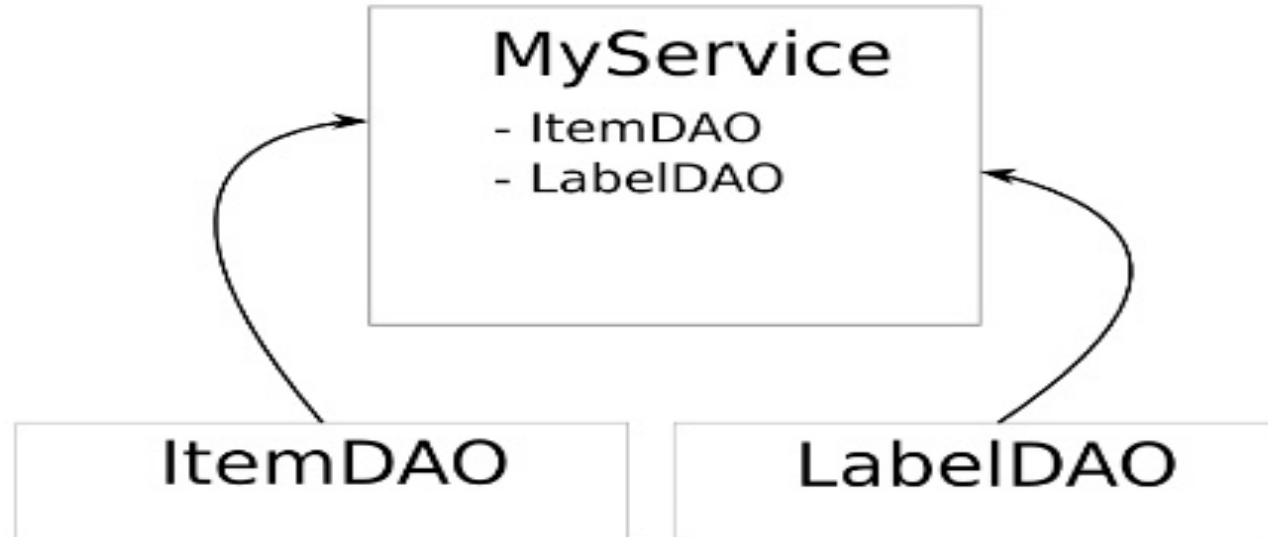 MyService
- ItemDAO
- LabelDAO
ItemDAO
LabelDAO